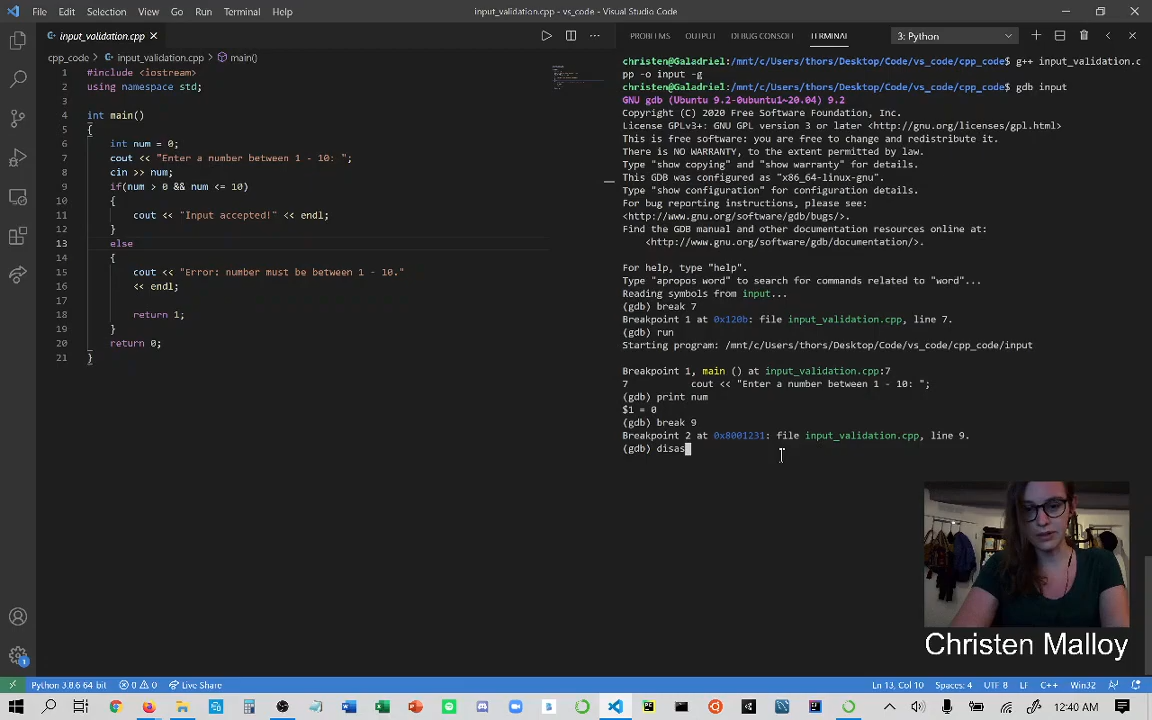 File Edit Selection View Go Run Terminal Help
input_validation.cpp - vs_code - Visual Studio Code
input_validation.cpp
cpp_code > input_validation.cpp > main()
1 #include <iostream>
2 using namespace std;
3
4 int main()
5 {
6 int num = 0;
7 cout << "Enter a number between 1 - 10: ";
8 cin >> num;
9 if(num > 0 && num <= 10)
10 {
11 cout << "Input accepted!" << endl;
12 }
13 else
14 {
15 cout << "Error: number must be between 1 - 10."
16 << endl;
17
18 return 1;
19 }
20 return 0;
21 }
PROBLEMS OUTPUT DEBUG CONSOLE TERMINAL 3: Python
christen@Galadriel:/mnt/c/Users/thors/Desktop/Code/vs_code/cpp_code$ g++ input_validation.c
pp -o input -g
christen@Galadriel:/mnt/c/Users/thors/Desktop/Code/vs_code/cpp_code$ gdb input
GNU gdb (Ubuntu 9.2-0ubuntu1~20.04) 9.2
Copyright (C) 2020 Free Software Foundation, Inc.
License GPLv3+: GNU GPL version 3 or later <http://gnu.org/licenses/gpl.html>
This is free software: you are free to change and redistribute it.
There is NO WARRANTY, to the extent permitted by law.
Type "show copying" and "show warranty" for details.
This GDB was configured as "x86_64-linux-gnu".
Type "show configuration" for configuration details.
For bug reporting instructions, please see:
<http://www.gnu.org/software/gdb/bugs/>.
Find the GDB manual and other documentation resources online at:
<http://www.gnu.org/software/gdb/documentation/>.
For help, type "help".
Type "apropos word" to search for commands related to "word"...
Reading symbols from input...
(gdb) break 7
Breakpoint 1 at 0x120b: file input_validation.cpp, line 7.
(gdb) run
Starting program: /mnt/c/Users/thors/Desktop/Code/vs_code/cpp_code/input
Breakpoint 1, main () at input_validation.cpp:7
7 cout << "Enter a number between 1 - 10: ";
(gdb) print num
$1 = 0
(gdb) break 9
Breakpoint 2 at 0x8001231: file input_validation.cpp, line 9.
(gdb) disas
Christen Malloy
Python 3.8.6 64 bit 0 0 Live Share
Ln 13, Col 10 Spaces: 4 UTF 8 LF C++ Win32
12:40 AM